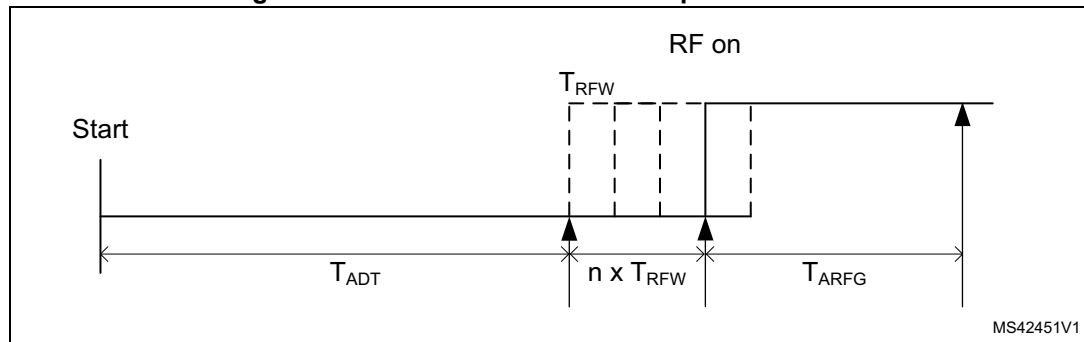 RF on
T_RFW
Start
T_ADT
n x T_RFW
T_ARFG
MS42451V1